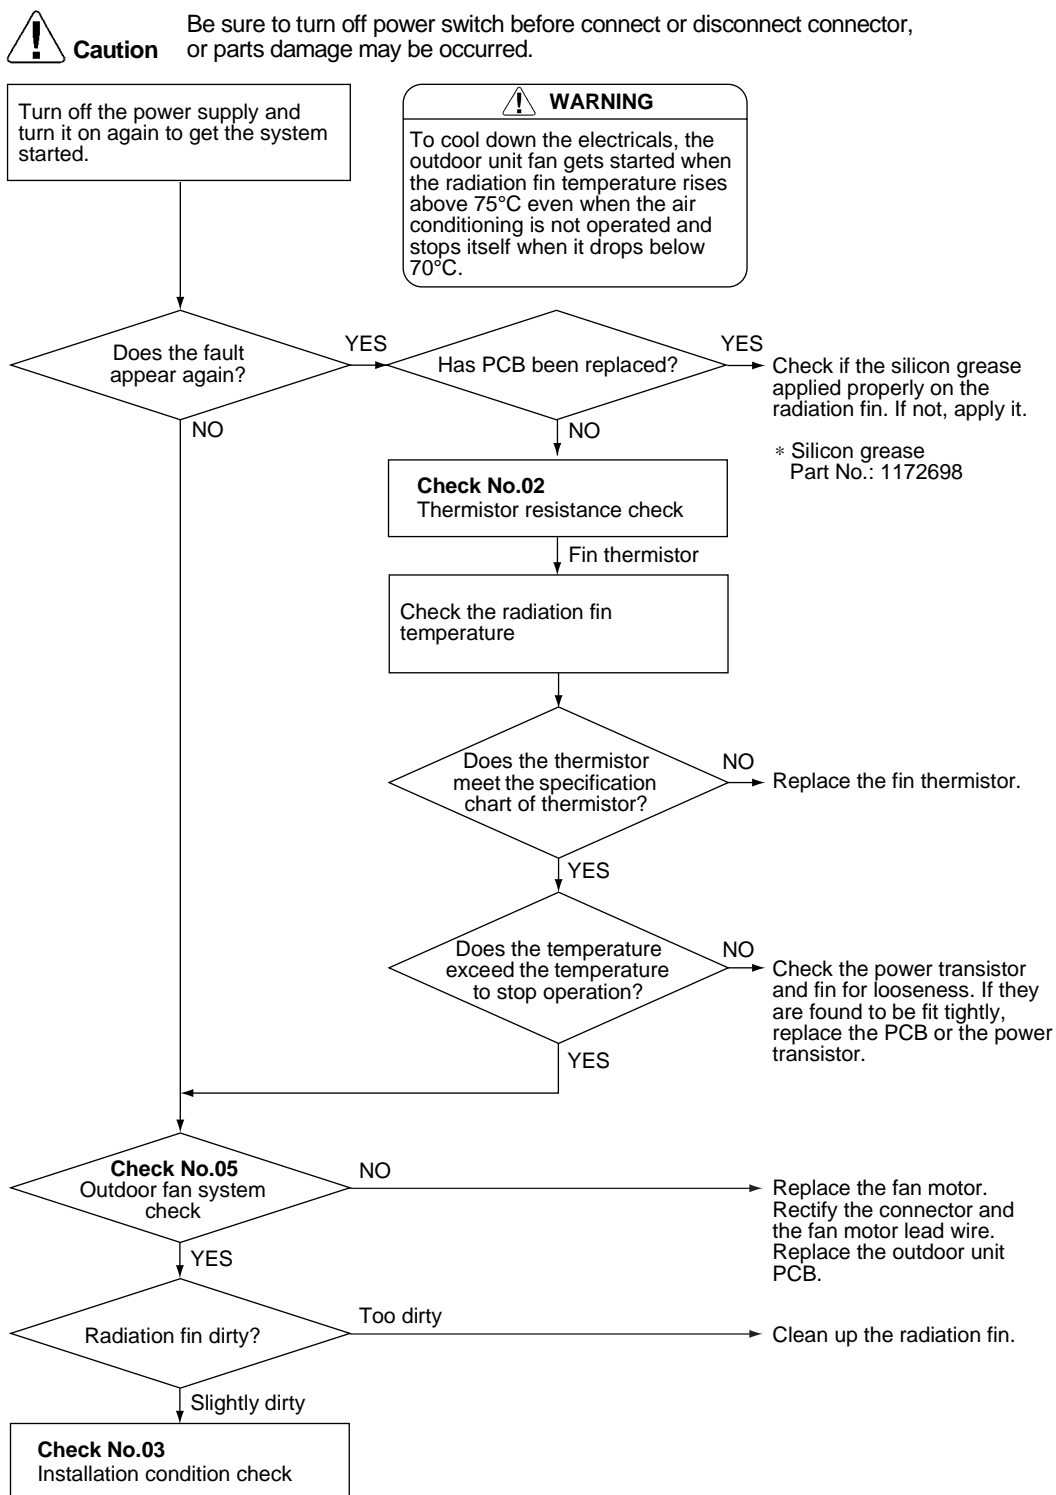 Caution
Be sure to turn off power switch before connect or disconnect connector,
or parts damage may be occurred.
Turn off the power supply and
turn it on again to get the system
started.
WARNING
To cool down the electricals, the
outdoor unit fan gets started when
the radiation fin temperature rises
above 75°C even when the air
conditioning is not operated and
stops itself when it drops below
70°C.
Does the fault
appear again?
YES
Has PCB been replaced?
YES
Check if the silicon grease
applied properly on the
radiation fin. If not, apply it.
* Silicon grease
Part No.: 1172698
NO
NO
Check No.02
Thermistor resistance check
Fin thermistor
Check the radiation fin
temperature
Does the thermistor
meet the specification
chart of thermistor?
NO
Replace the fin thermistor.
YES
Does the temperature
exceed the temperature
to stop operation?
NO
Check the power transistor
and fin for looseness. If they
are found to be fit tightly,
replace the PCB or the power
transistor.
YES
Check No.05
Outdoor fan system
check
NO
Replace the fan motor.
Rectify the connector and
the fan motor lead wire.
Replace the outdoor unit
PCB.
YES
Radiation fin dirty?
Too dirty
Clean up the radiation fin.
Slightly dirty
Check No.03
Installation condition check